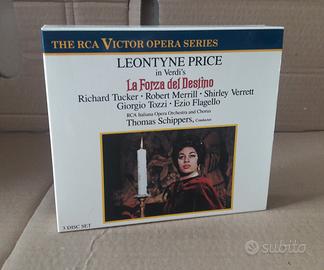 THE RCA VICTOR OPERA SERIES
LEONTYNE PRICE
in Verdi's
La Forza del Destino
Richard Tucker • Robert Merrill • Shirley Verrett
Giorgio Tozzi • Ezio Flagello
RCA Italiana Opera Orchestra and Chorus
Thomas Schippers, Conductor
3 DISC SET
subito